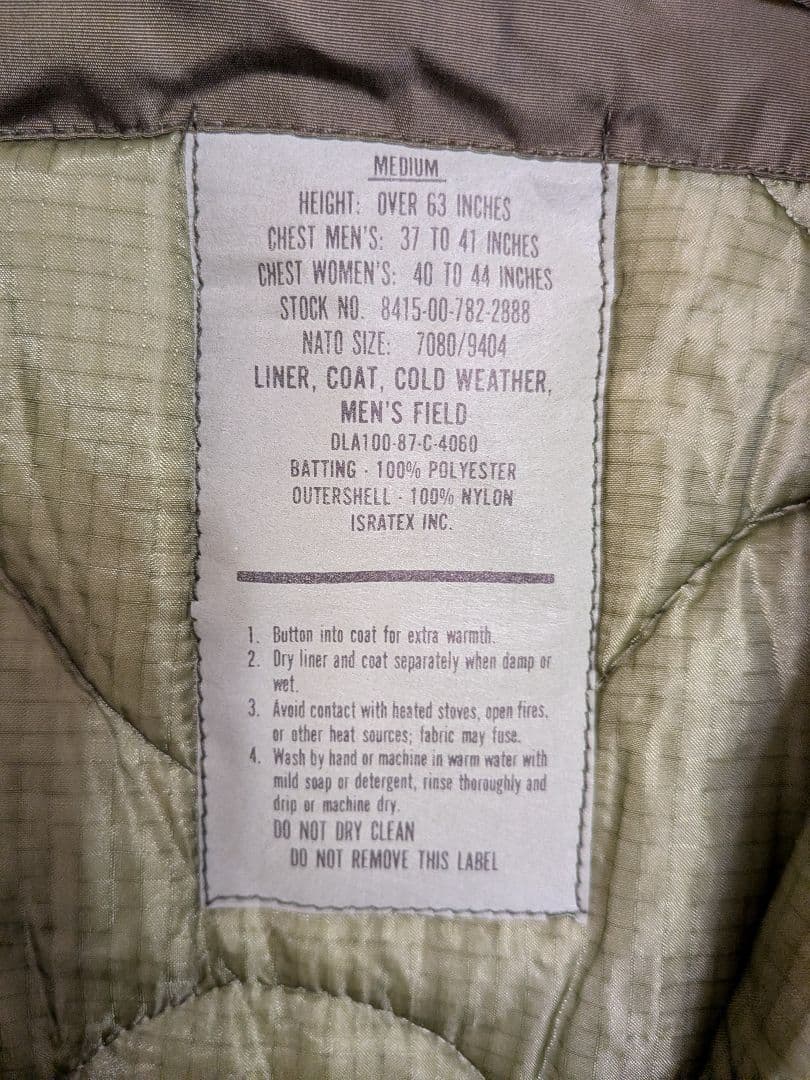 MEDIUM
HEIGHT: OVER 63 INCHES
CHEST MEN'S: 37 TO 41 INCHES
CHEST WOMEN'S: 40 TO 44 INCHES
STOCK NO. 8415-00-782-2888
NATO SIZE: 7080/9404
LINER, COAT, COLD WEATHER,
MEN'S FIELD
DLA100-87-C-4060
BATTING - 100% POLYESTER
OUTERSHELL - 100% NYLON
ISRATEX INC.
1. Button into coat for extra warmth.
2. Dry liner and coat separately when damp or
wet.
3. Avoid contact with heated stoves, open fires,
or other heat sources; fabric may fuse.
4. Wash by hand or machine in warm water with
mild soap or detergent, rinse thoroughly and
drip or machine dry.
DO NOT DRY CLEAN
DO NOT REMOVE THIS LABEL